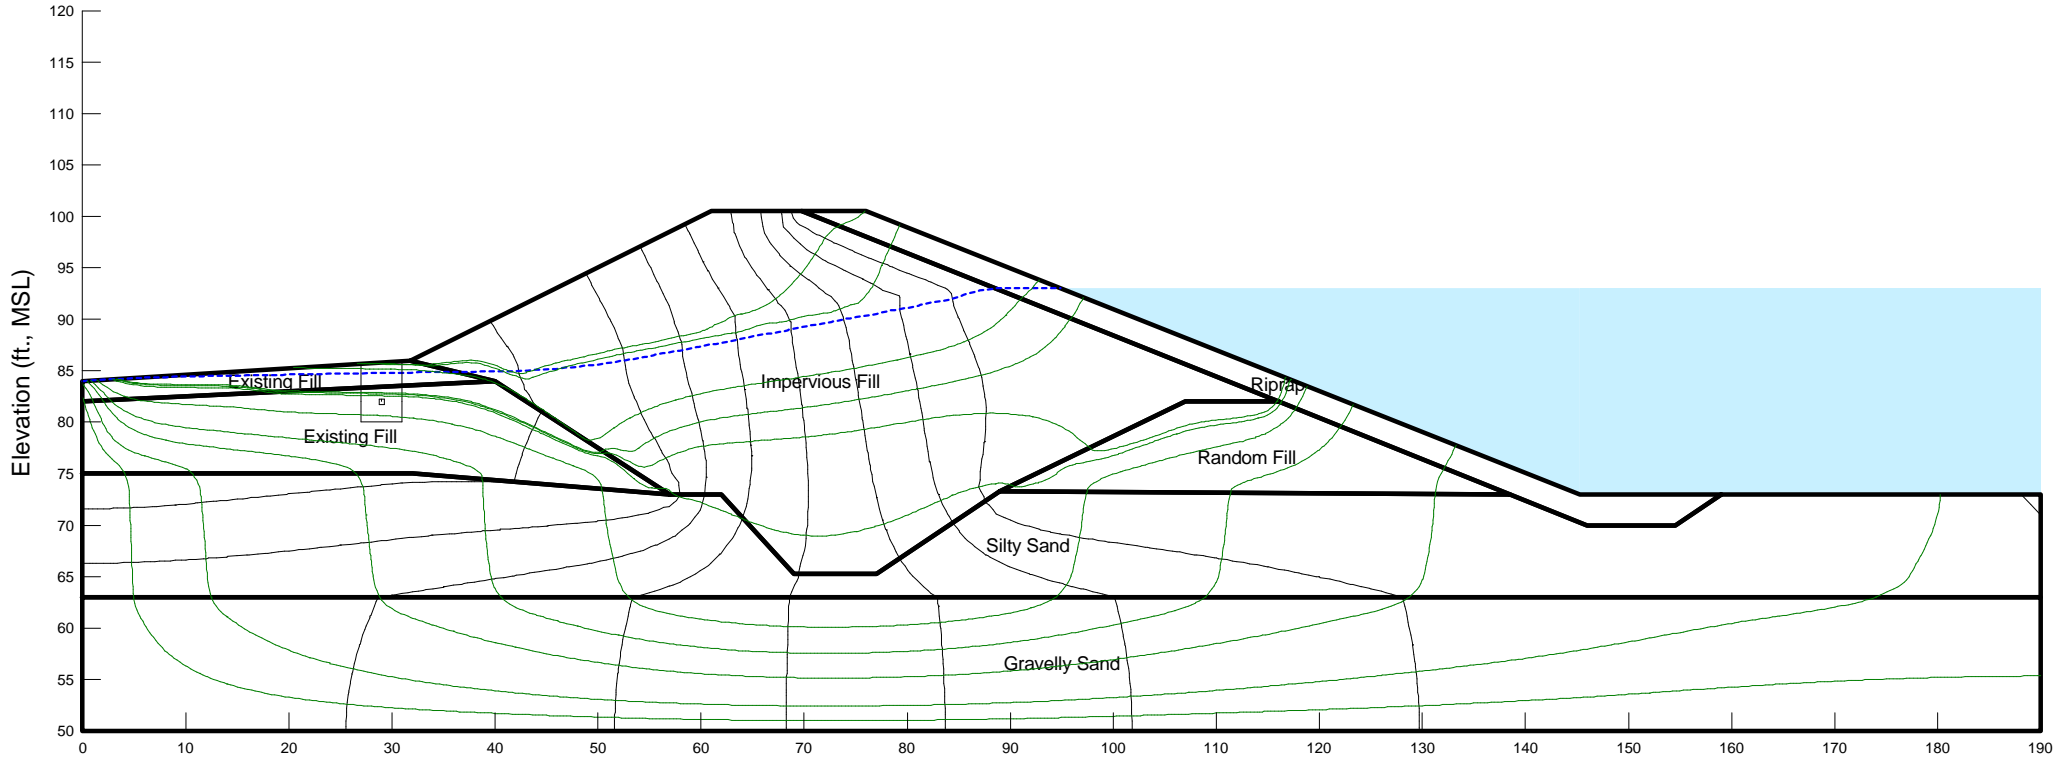 120
115
110
105
100
95
90
85
80
75
70
65
60
55
50
Elevation (ft., MSL)
Existing Fill
Impervious Fill
Riprap
Existing Fill
Random Fill
Silty Sand
Gravelly Sand
0 10 20 30 40 50 60 70 80 90 100 110 120 130 140 150 160 170 180 190